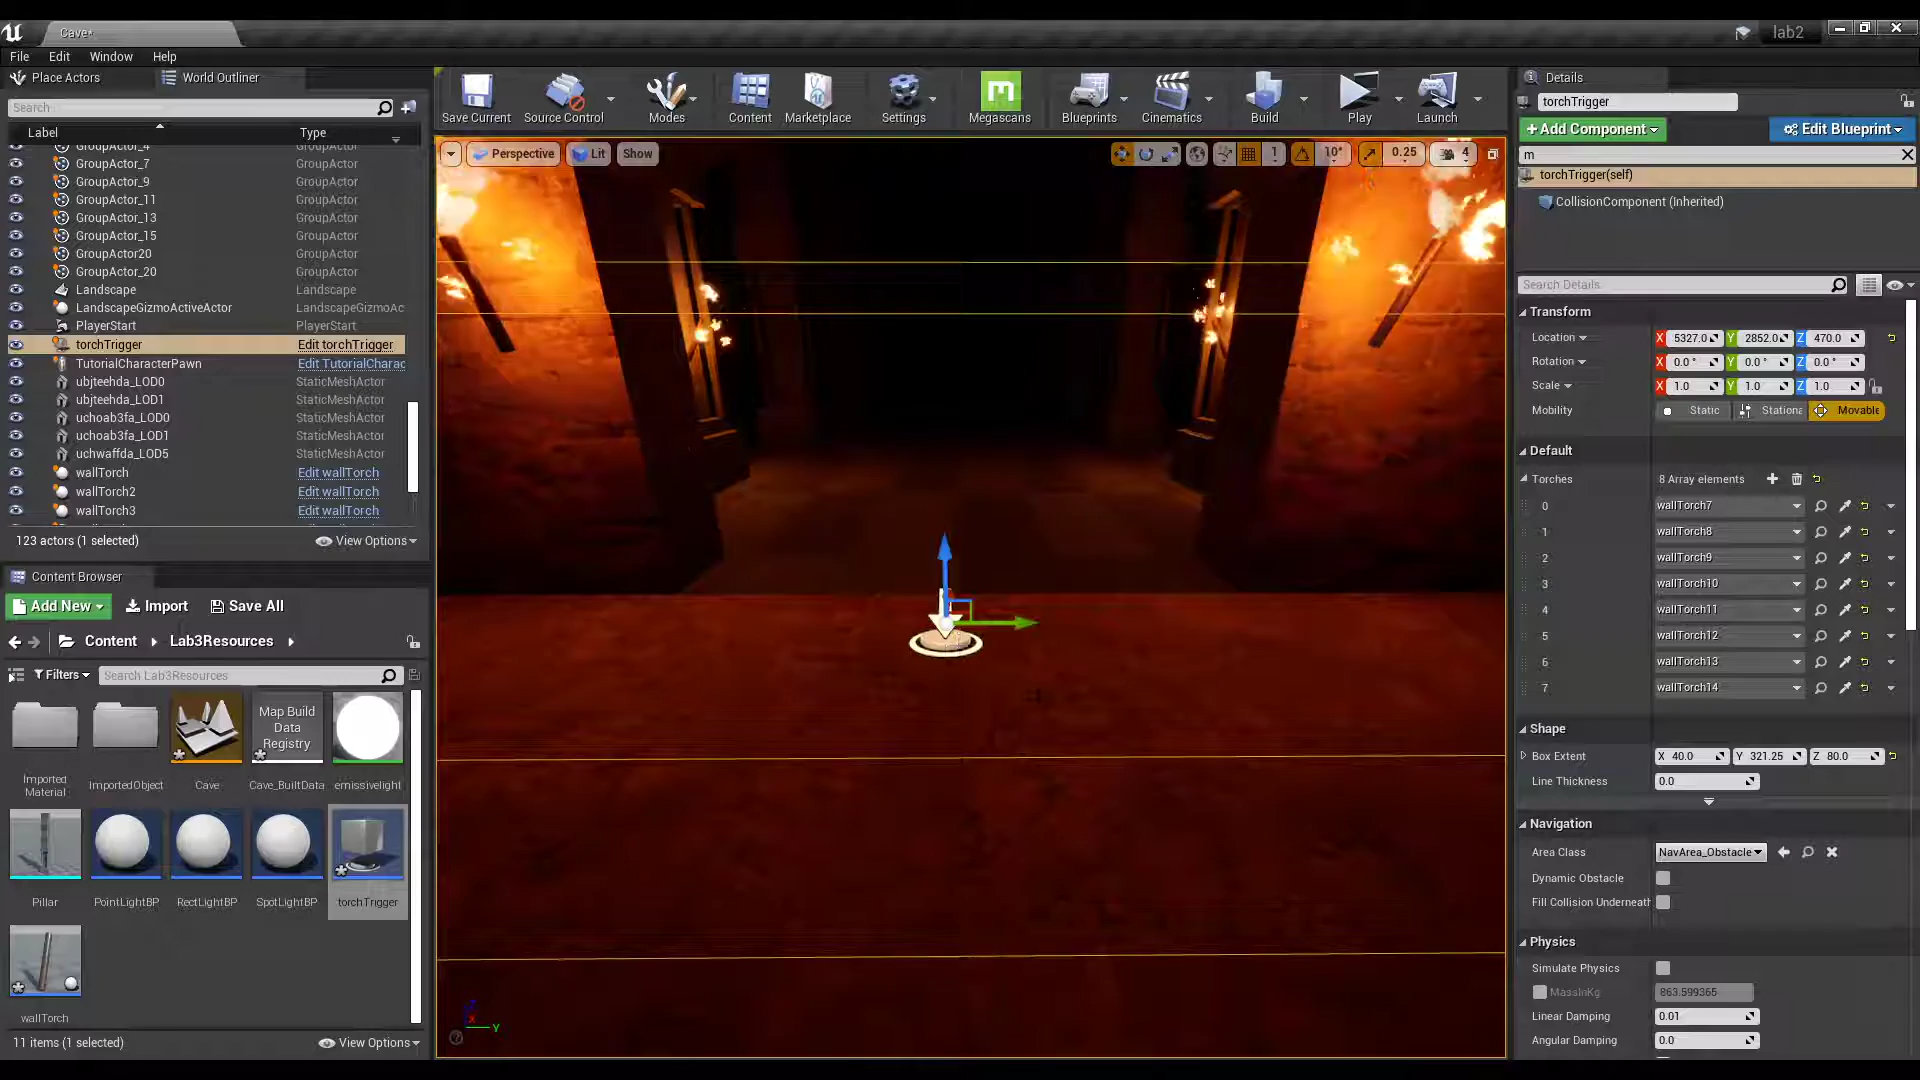 Cave*
lab2
File Edit Window Help
Place Actors
World Outliner
Search
Label Type
GroupActor_4 GroupActor
GroupActor_7 GroupActor
GroupActor_9 GroupActor
GroupActor_11 GroupActor
GroupActor_13 GroupActor
GroupActor_15 GroupActor
GroupActor20 GroupActor
GroupActor_20 GroupActor
Landscape Landscape
LandscapeGizmoActiveActor LandscapeGizmoAc
PlayerStart PlayerStart
torchTrigger Edit torchTrigger
TutorialCharacterPawn Edit TutorialCharac
ubjteehda_LOD0 StaticMeshActor
ubjteehda_LOD1 StaticMeshActor
uchoab3fa_LOD0 StaticMeshActor
uchoab3fa_LOD1 StaticMeshActor
uchwaffda_LOD5 StaticMeshActor
wallTorch Edit wallTorch
wallTorch2 Edit wallTorch
wallTorch3 Edit wallTorch
123 actors (1 selected) View Options
Content Browser
Add New Import Save All
Content Lab3Resources
Filters Search Lab3Resources
Map Build
Data
Registry
Imported
Material
ImportedObject Cave Cave_BuiltData emissivelight
Pillar PointLightBP RectLightBP SpotLightBP torchTrigger
wallTorch
11 items (1 selected) View Options
Save Current Source Control Modes Content Marketplace Settings Megascans Blueprints Cinematics Build Play Launch
Perspective Lit Show 1 10° 0.25 4
X Y
Details
torchTrigger
+Add Component Edit Blueprint
m
torchTrigger(self)
CollisionComponent (Inherited)
Search Details
Transform
Location X 5327.0 Y 2852.0 Z 470.0
Rotation X 0.0 ° Y 0.0 ° Z 0.0 °
Scale X 1.0 Y 1.0 Z 1.0
Mobility Static Stationa Movable
Default
Torches 8 Array elements
0 wallTorch7
1 wallTorch8
2 wallTorch9
3 wallTorch10
4 wallTorch11
5 wallTorch12
6 wallTorch13
7 wallTorch14
Shape
Box Extent X 40.0 Y 321.25 Z 80.0
Line Thickness 0.0
Navigation
Area Class NavArea_Obstacle
Dynamic Obstacle
Fill Collision Underneath
Physics
Simulate Physics
MassInKg 863.599365
Linear Damping 0.01
Angular Damping 0.0